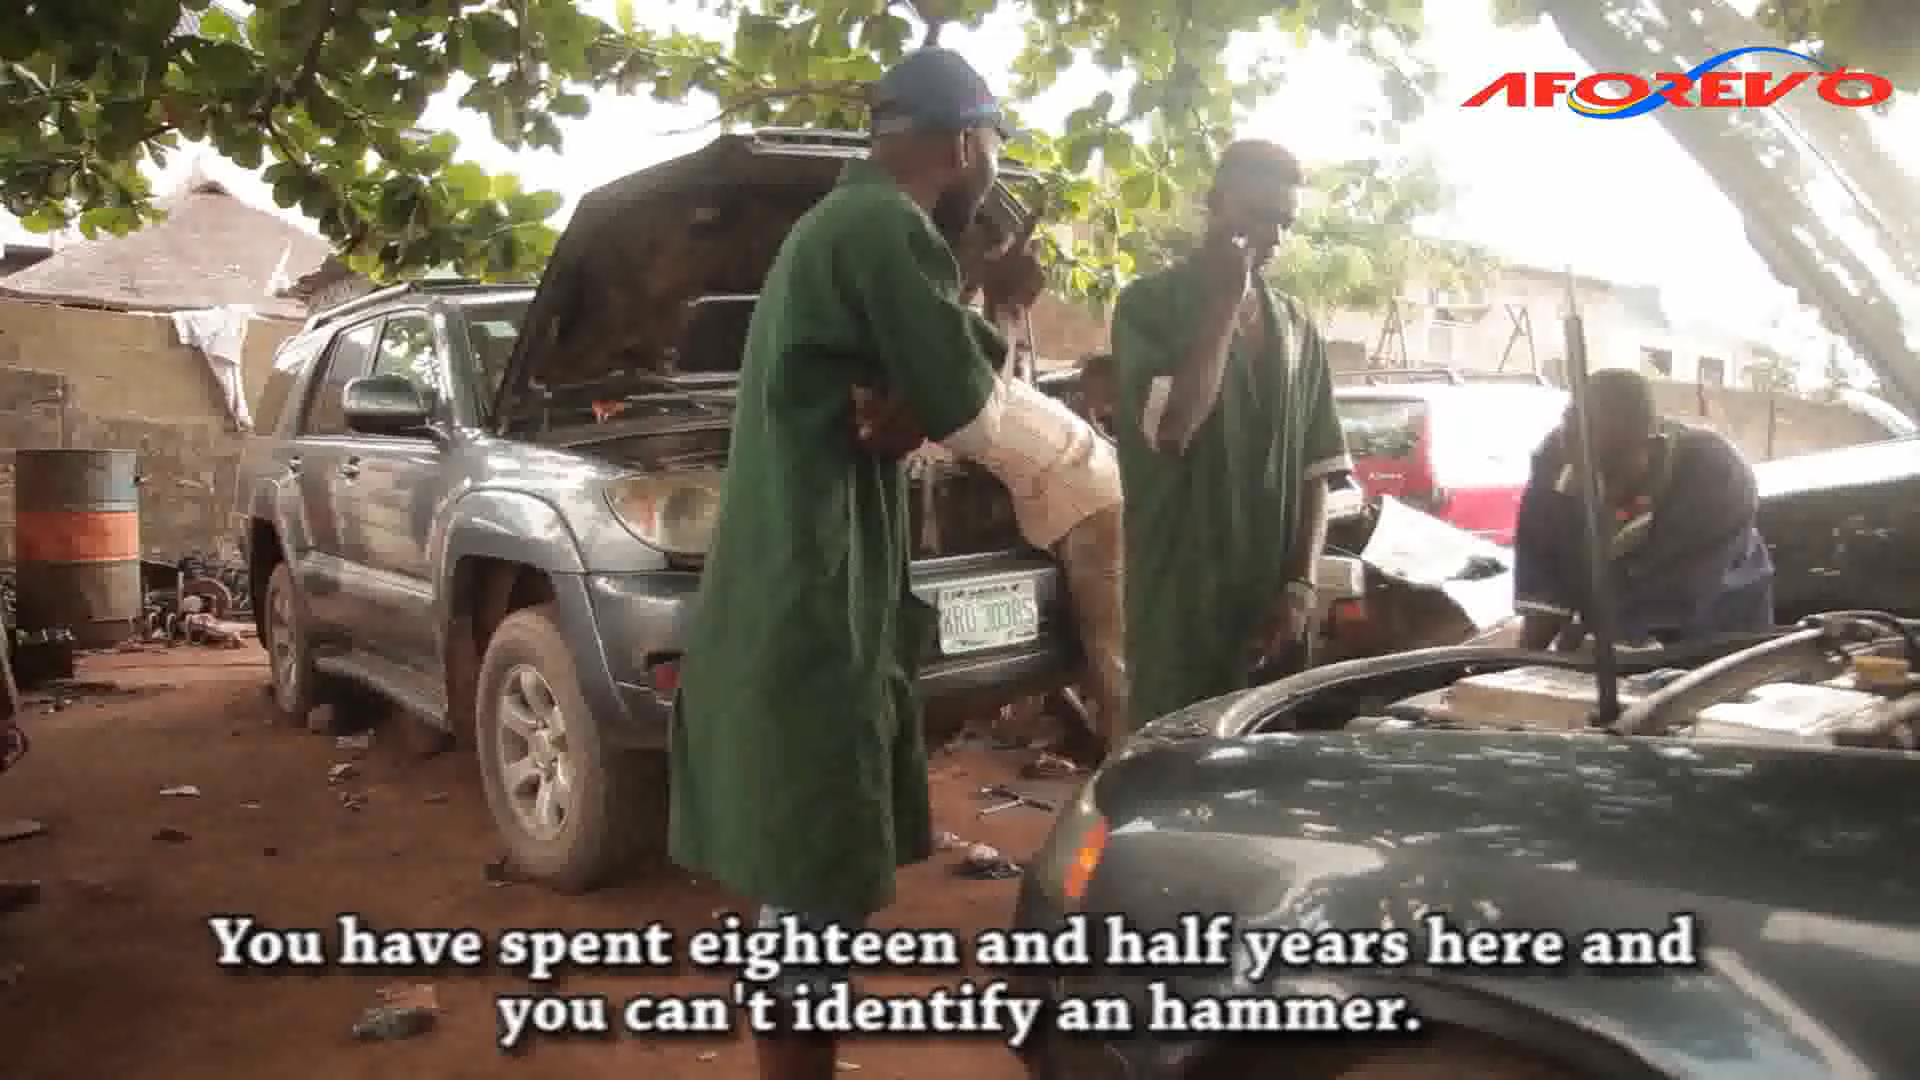 AFOREVO
You have spent eighteen and half years here and
you can't identify an hammer.